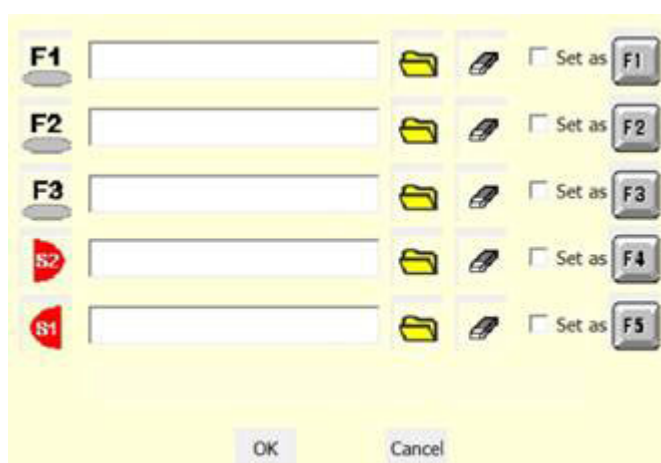 F1 Set as F1
F2 Set as F2
F3 Set as F3
S2 Set as F4
S1 Set as F5
OK Cancel